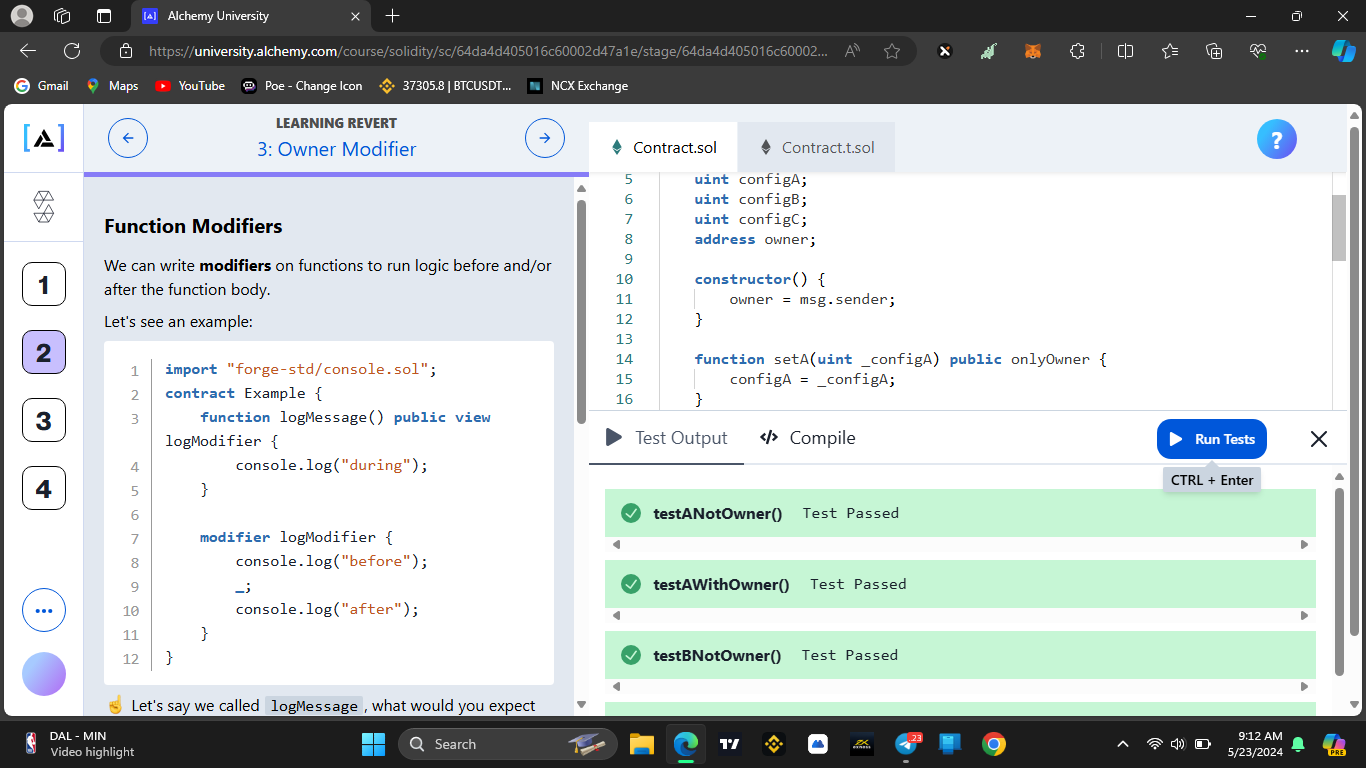 Alchemy University
https://university.alchemy.com/course/solidity/sc/64da4d405016c60002d47a1e/stage/64da4d405016c60002...
Gmail
Maps
YouTube
Poe - Change Icon
37305.8 | BTCUSDT...
NCX Exchange
LEARNING REVERT
3: Owner Modifier
1
2
3
4
Function Modifiers
We can write modifiers on functions to run logic before and/or
after the function body.
Let's see an example:
1 import "forge-std/console.sol";
2 contract Example {
3 function logMessage() public view
logModifier {
4 console.log("during");
5 }
6
7 modifier logModifier {
8 console.log("before");
9 _;
10 console.log("after");
11 }
12 }
☝ Let's say we called logMessage , what would you expect
Contract.sol
Contract.t.sol
?
5 uint configA;
6 uint configB;
7 uint configC;
8 address owner;
9
10 constructor() {
11 owner = msg.sender;
12 }
13
14 function setA(uint _configA) public onlyOwner {
15 configA = _configA;
16 }
Test Output
Compile
Run Tests
CTRL + Enter
testANotOwner() Test Passed
testAWithOwner() Test Passed
testBNotOwner() Test Passed
DAL - MIN
Video highlight
Search
23
9:12 AM
5/23/2024
PRE